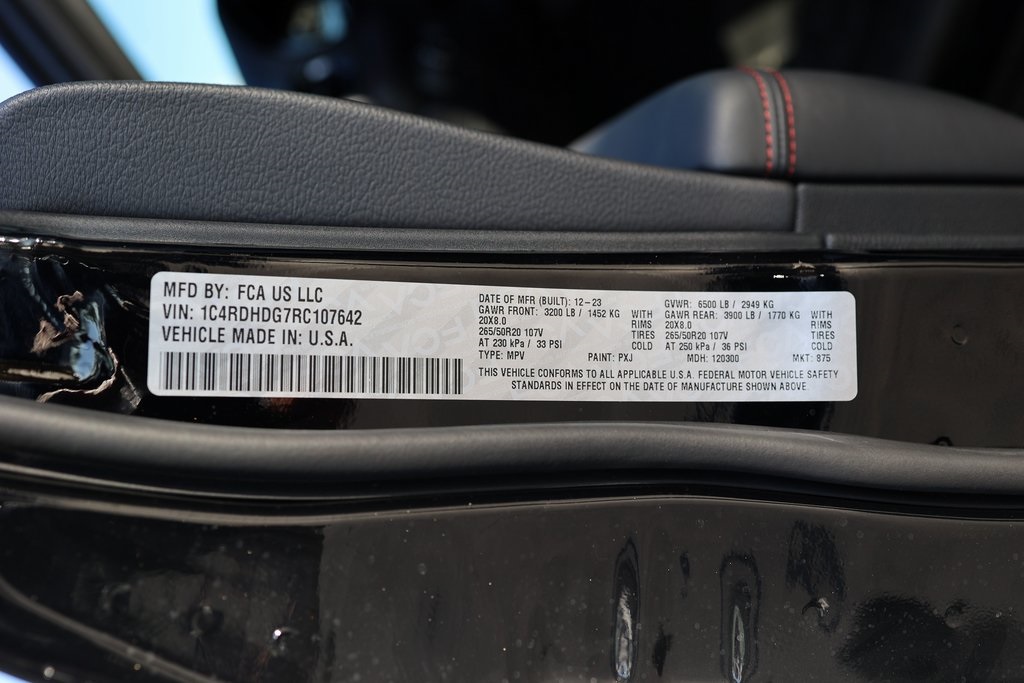 MFD BY: FCA US LLC
VIN: 1C4RDHDG7RC107642
VEHICLE MADE IN: U.S.A.
DATE OF MFR (BUILT): 12-23
GAWR FRONT: 3200 LB / 1452 KG WITH
20X8.0 RIMS
265/50R20 107V TIRES
AT 230 kPa / 33 PSI COLD
TYPE: MPV PAINT: PXJ
GVWR: 6500 LB / 2949 KG
GAWR REAR: 3900 LB / 1770 KG WITH
20X8.0 RIMS
265/50R20 107V TIRES
AT 250 kPa / 36 PSI COLD
MDH: 120300 MKT: 875
THIS VEHICLE CONFORMS TO ALL APPLICABLE U.S.A. FEDERAL MOTOR VEHICLE SAFETY
STANDARDS IN EFFECT ON THE DATE OF MANUFACTURE SHOWN ABOVE.